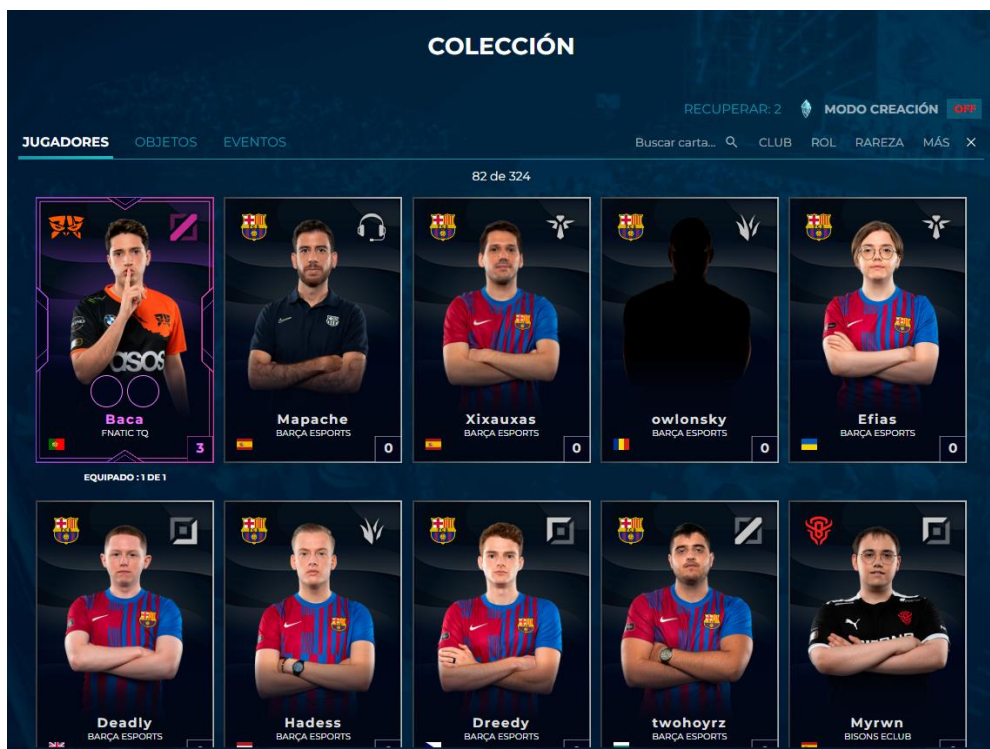 COLECCIÓN
RECUPERAR: 2 MODO CREACIÓN OFF
JUGADORES OBJETOS EVENTOS Buscar carta... CLUB ROL RAREZA MÁS ×
82 de 324
asos
Baca
FNATIC TQ
3
EQUIPADO : 1 DE 1
Mapache
BARÇA ESPORTS
0
Xixauxas
BARÇA ESPORTS
0
owlonsky
BARÇA ESPORTS
0
Efias
BARÇA ESPORTS
0
Deadly
BARÇA ESPORTS
Hadess
BARÇA ESPORTS
Dreedy
BARÇA ESPORTS
twohoyrz
BARÇA ESPORTS
Myrwn
BISONS ECLUB